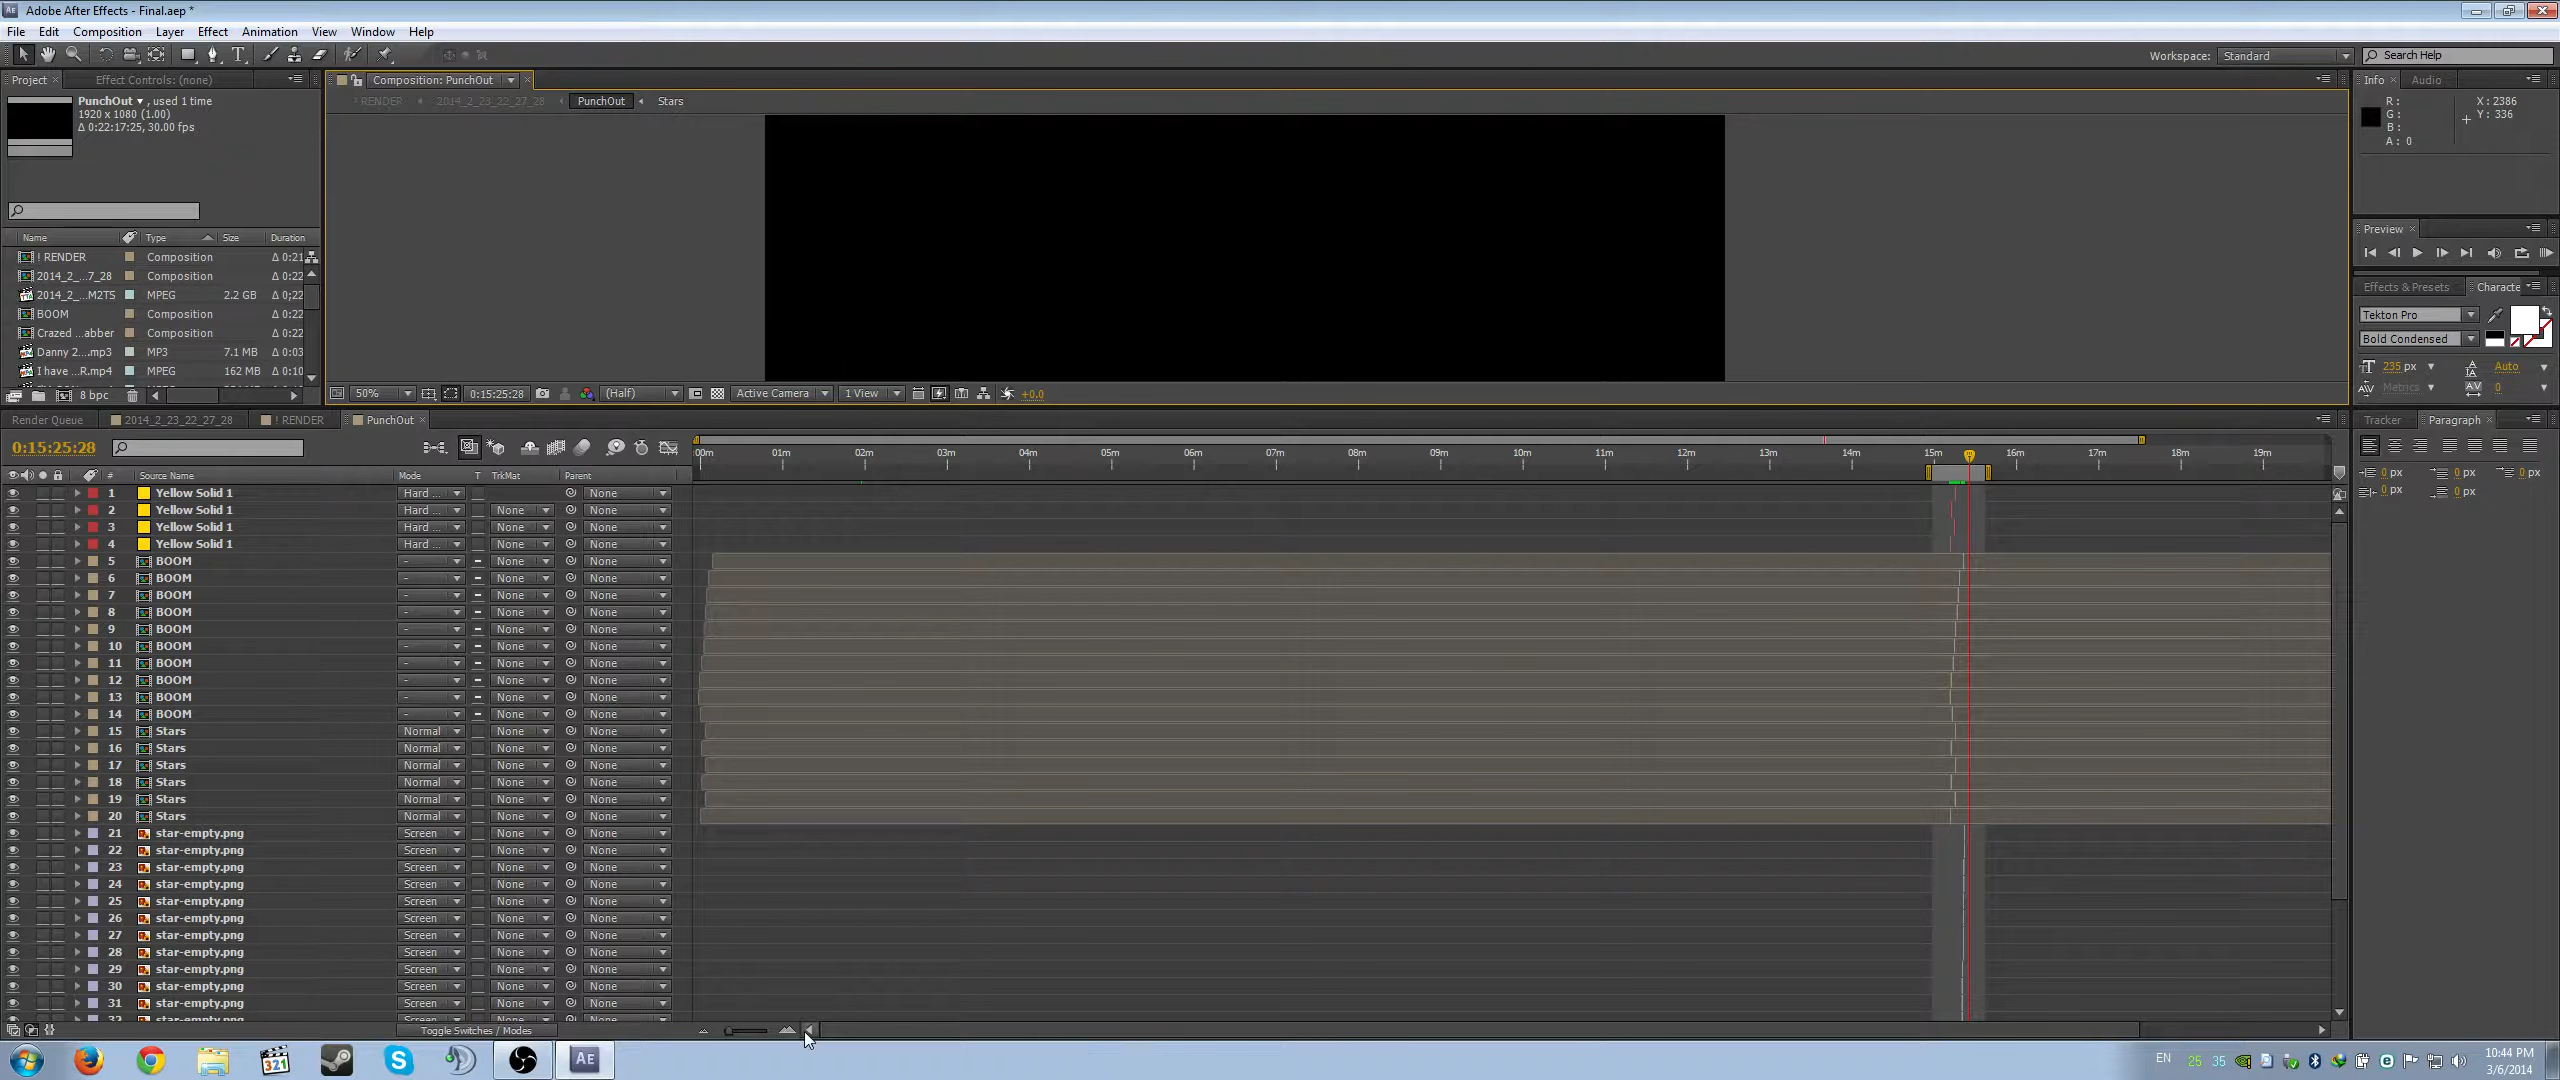 Adobe After Effects - Final.aep *
File Edit Composition Layer Effect Animation View Window Help
Workspace: Standard Search Help
Project Effect Controls: (none)
PunchOut , used 1 time
1920 x 1080 (1.00)
Δ 0:22:17:25, 30.00 fps
Name Type Size Duration
! RENDER Composition Δ 0:21
2014_2_...7_28 Composition Δ 0:22
2014_2_...M2TS MPEG 2.2 GB Δ 0;22
BOOM Composition Δ 0:22
Crazed ...abber Composition Δ 0:22
Danny 2....mp3 MP3 7.1 MB Δ 0:03
I have ...R.mp4 MPEG 162 MB Δ 0:10
8 bpc
Composition: PunchOut
RENDER 2014_2_23_22_27_28 PunchOut Stars
50% 0:15:25:28 (Half) Active Camera 1 View +0.0
Info Audio
R: X: 2386
G: Y: 336
B:
A: 0
Preview
Effects & Presets Characte
Tekton Pro
Bold Condensed
235 px Auto
Metrics 0
Tracker Paragraph
0 px 0 px 0 px
0 px 0 px
Render Queue 2014_2_23_22_27_28 ! RENDER PunchOut
0:15:25:28
# Source Name Mode T TrkMat Parent
00m 01m 02m 03m 04m 05m 06m 07m 08m 09m 10m 11m 12m 13m 14m 15m 16m 17m 18m 19m
1 Yellow Solid 1 Hard ... None
2 Yellow Solid 1 Hard ... None None
3 Yellow Solid 1 Hard ... None None
4 Yellow Solid 1 Hard ... None None
5 BOOM - None None
6 BOOM - None None
7 BOOM - None None
8 BOOM - None None
9 BOOM - None None
10 BOOM - None None
11 BOOM - None None
12 BOOM - None None
13 BOOM - None None
14 BOOM - None None
15 Stars Normal None None
16 Stars Normal None None
17 Stars Normal None None
18 Stars Normal None None
19 Stars Normal None None
20 Stars Normal None None
21 star-empty.png Screen None None
22 star-empty.png Screen None None
23 star-empty.png Screen None None
24 star-empty.png Screen None None
25 star-empty.png Screen None None
26 star-empty.png Screen None None
27 star-empty.png Screen None None
28 star-empty.png Screen None None
29 star-empty.png Screen None None
30 star-empty.png Screen None None
31 star-empty.png Screen None None
Toggle Switches / Modes
EN 25 35 10:44 PM
3/6/2014